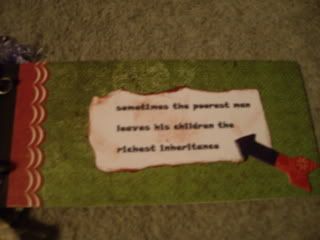 sometimes the poorest man
leaves his children the
richest inheritance